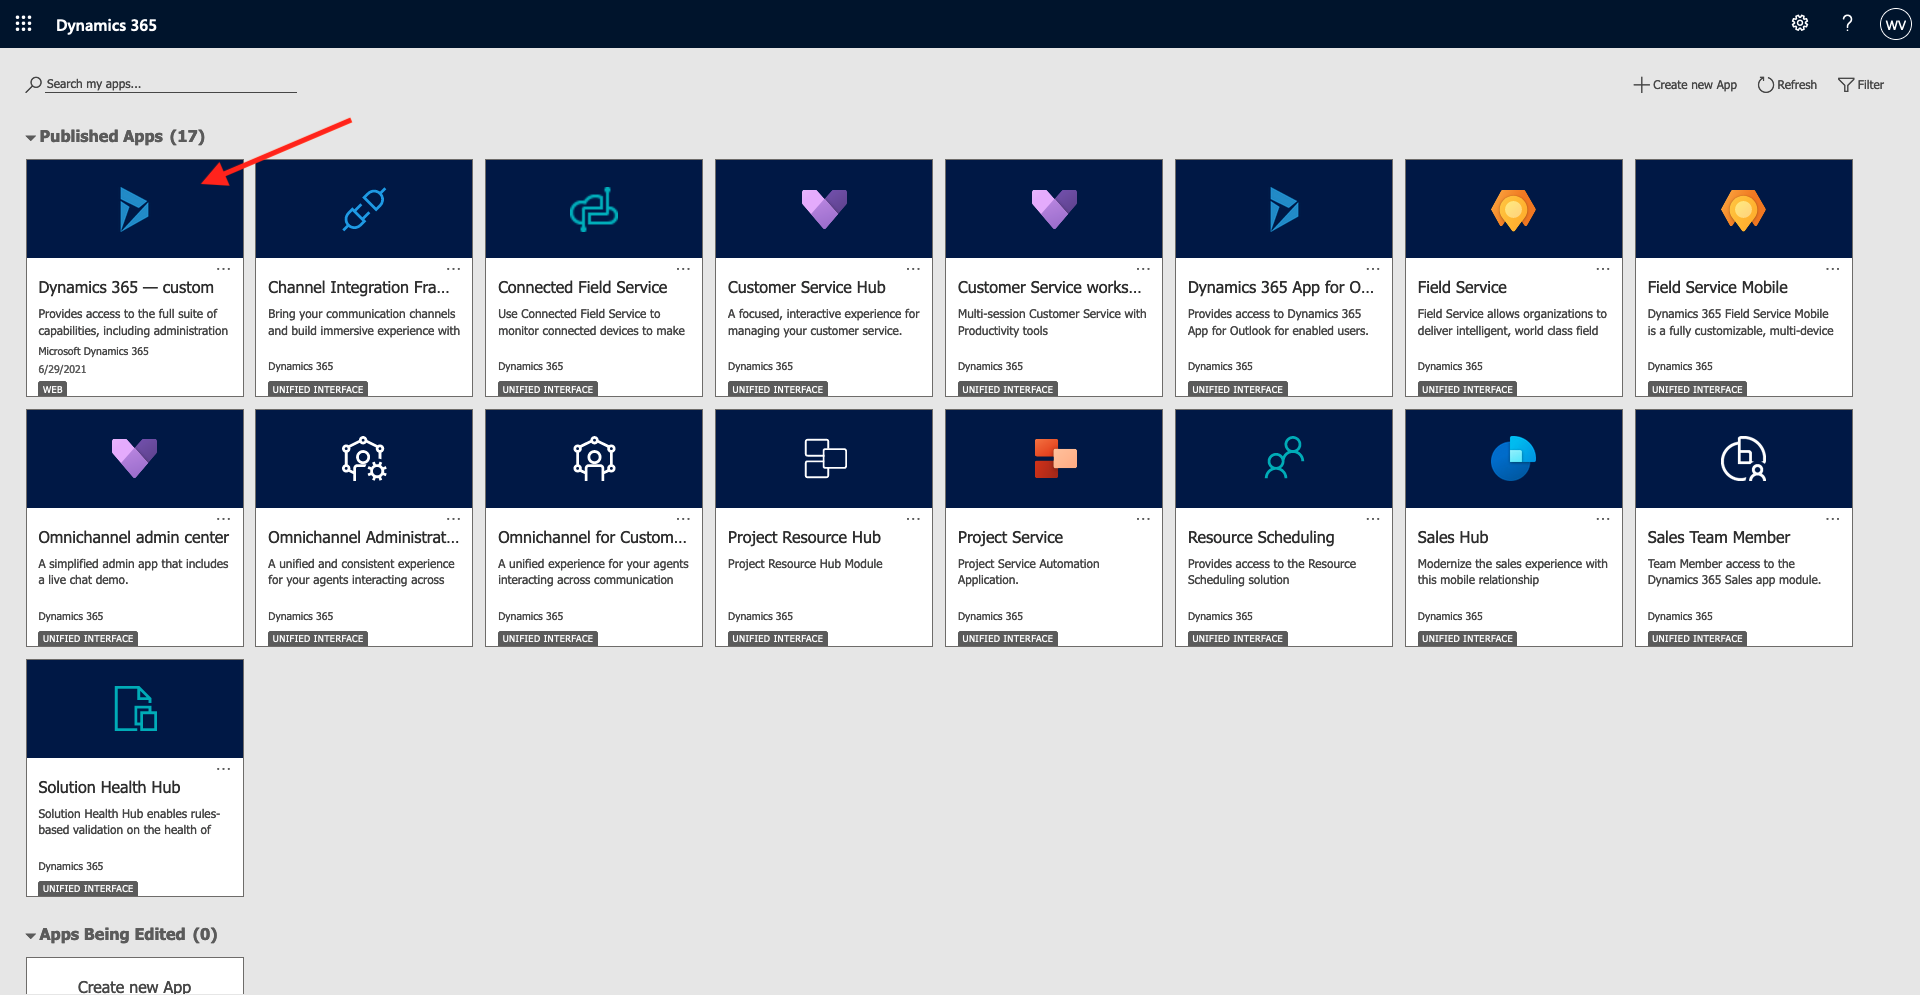 Dynamics 365
?
WV
Search my apps...
Create new App
Refresh
Filter
Published Apps (17)
...
Dynamics 365 — custom
Provides access to the full suite of
capabilities, including administration
Microsoft Dynamics 365
6/29/2021
WEB
...
Channel Integration Fra...
Bring your communication channels
and build immersive experience with
Dynamics 365
UNIFIED INTERFACE
...
Connected Field Service
Use Connected Field Service to
monitor connected devices to make
Dynamics 365
UNIFIED INTERFACE
...
Customer Service Hub
A focused, interactive experience for
managing your customer service.
Dynamics 365
UNIFIED INTERFACE
...
Customer Service works...
Multi-session Customer Service with
Productivity tools
Dynamics 365
UNIFIED INTERFACE
...
Dynamics 365 App for O...
Provides access to Dynamics 365
App for Outlook for enabled users.
Dynamics 365
UNIFIED INTERFACE
...
Field Service
Field Service allows organizations to
deliver intelligent, world class field
Dynamics 365
UNIFIED INTERFACE
...
Field Service Mobile
Dynamics 365 Field Service Mobile
is a fully customizable, multi-device
Dynamics 365
UNIFIED INTERFACE
...
Omnichannel admin center
A simplified admin app that includes
a live chat demo.
Dynamics 365
UNIFIED INTERFACE
...
Omnichannel Administrat...
A unified and consistent experience
for your agents interacting across
Dynamics 365
UNIFIED INTERFACE
...
Omnichannel for Custom...
A unified experience for your agents
interacting across communication
Dynamics 365
UNIFIED INTERFACE
...
Project Resource Hub
Project Resource Hub Module
Dynamics 365
UNIFIED INTERFACE
...
Project Service
Project Service Automation
Application.
Dynamics 365
UNIFIED INTERFACE
...
Resource Scheduling
Provides access to the Resource
Scheduling solution
Dynamics 365
UNIFIED INTERFACE
...
Sales Hub
Modernize the sales experience with
this mobile relationship
Dynamics 365
UNIFIED INTERFACE
...
Sales Team Member
Team Member access to the
Dynamics 365 Sales app module.
Dynamics 365
UNIFIED INTERFACE
...
Solution Health Hub
Solution Health Hub enables rules-
based validation on the health of
Dynamics 365
UNIFIED INTERFACE
Apps Being Edited (0)
Create new App